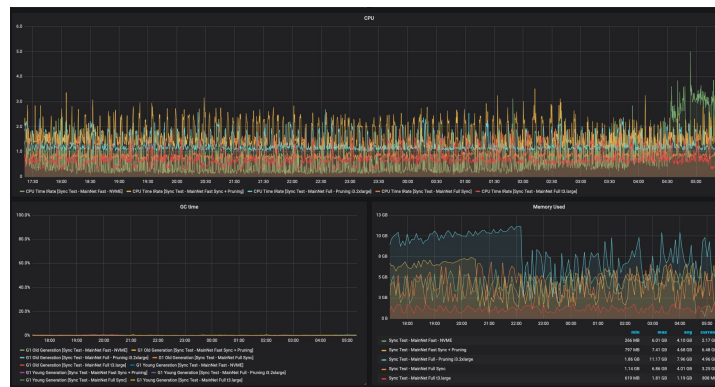 CPU
6.0
5.0
4.0
3.0
2.0
1.0
0
17:30 18:00 18:30 19:00 19:30 20:00 20:30 21:00 21:30 22:00 22:30 23:00 23:30 00:00 00:30 01:00 01:30 02:00 02:30 03:00 03:30 04:00 04:30 05:00
CPU Time IRate [Sync Test - MainNet Fast - NVME] CPU Time IRate [Sync Test - MainNet Fast Sync + Pruning] CPU Time IRate [Sync Test - MainNet Full - Pruning I3.2xlarge] CPU Time IRate [Sync Test - MainNet Full Sync] CPU Time IRate [Sync Test - MainNet Full I3.large]
GC time
100.0%
80.0%
60.0%
40.0%
20.0%
0%
18:00 19:00 20:00 21:00 22:00 23:00 00:00 01:00 02:00 03:00 04:00 05:00
G1 Old Generation [Sync Test - MainNet Fast - NVME] G1 Old Generation [Sync Test - MainNet Fast Sync + Pruning]
G1 Old Generation [Sync Test - MainNet Full - Pruning I3.2xlarge] G1 Old Generation [Sync Test - MainNet Full Sync]
G1 Old Generation [Sync Test - MainNet Full I3.large] G1 Young Generation [Sync Test - MainNet Fast - NVME]
G1 Young Generation [Sync Test - MainNet Fast Sync + Pruning]
G1 Young Generation [Sync Test - MainNet Full - Pruning I3.2xlarge] G1 Young Generation [Sync Test - MainNet Full Sync]
G1 Young Generation [Sync Test - MainNet Full I3.large]
Memory Used
13 GB
10 GB
8 GB
5 GB
3 GB
0 B
18:00 19:00 20:00 21:00 22:00 23:00 00:00 01:00 02:00 03:00 04:00 05:00
min max avg current
Sync Test - MainNet Fast - NVME 266 MB 6.01 GB 4.10 GB 2.17 G
Sync Test - MainNet Fast Sync + Pruning 797 MB 7.41 GB 4.68 GB 6.48 G
Sync Test - MainNet Full - Pruning I3.2xlarge 1.86 GB 11.17 GB 7.96 GB 4.96 G
Sync Test - MainNet Full Sync 1.14 GB 6.86 GB 4.01 GB 3.25 G
Sync Test - MainNet Full I3.large 619 MB 1.81 GB 1.18 GB 808 M